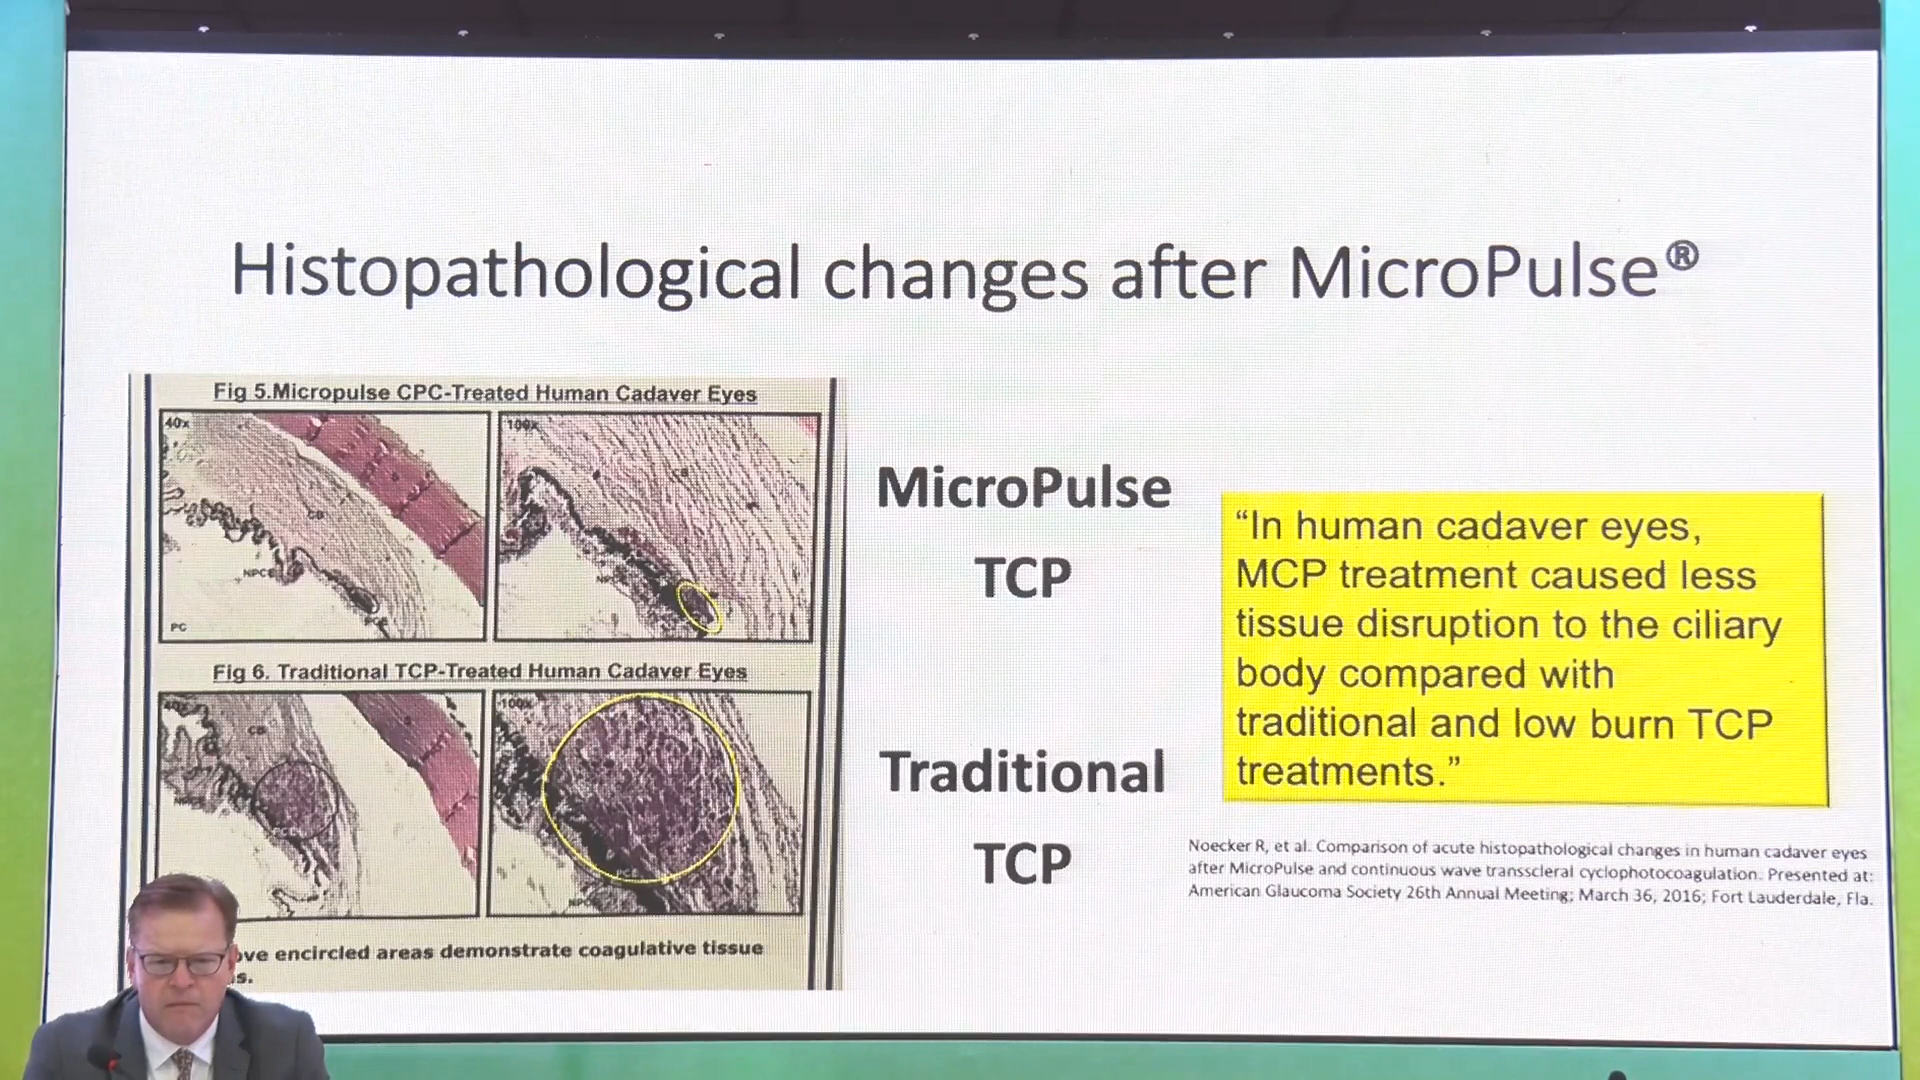 Histopathological changes after MicroPulse®
Fig 5.Micropulse CPC-Treated Human Cadaver Eyes
40x
100x
CB
CB
NPCE
PC
Fig 6. Traditional TCP-Treated Human Cadaver Eyes
40x
100x
CB
PCE
ove encircled areas demonstrate coagulative tissue
s.
MicroPulse
TCP
Traditional
TCP
“In human cadaver eyes,
MCP treatment caused less
tissue disruption to the ciliary
body compared with
traditional and low burn TCP
treatments.”
Noecker R, et al. Comparison of acute histopathological changes in human cadaver eyes
after MicroPulse and continuous wave transscleral cyclophotocoagulation. Presented at:
American Glaucoma Society 26th Annual Meeting; March 36, 2016; Fort Lauderdale, Fla.